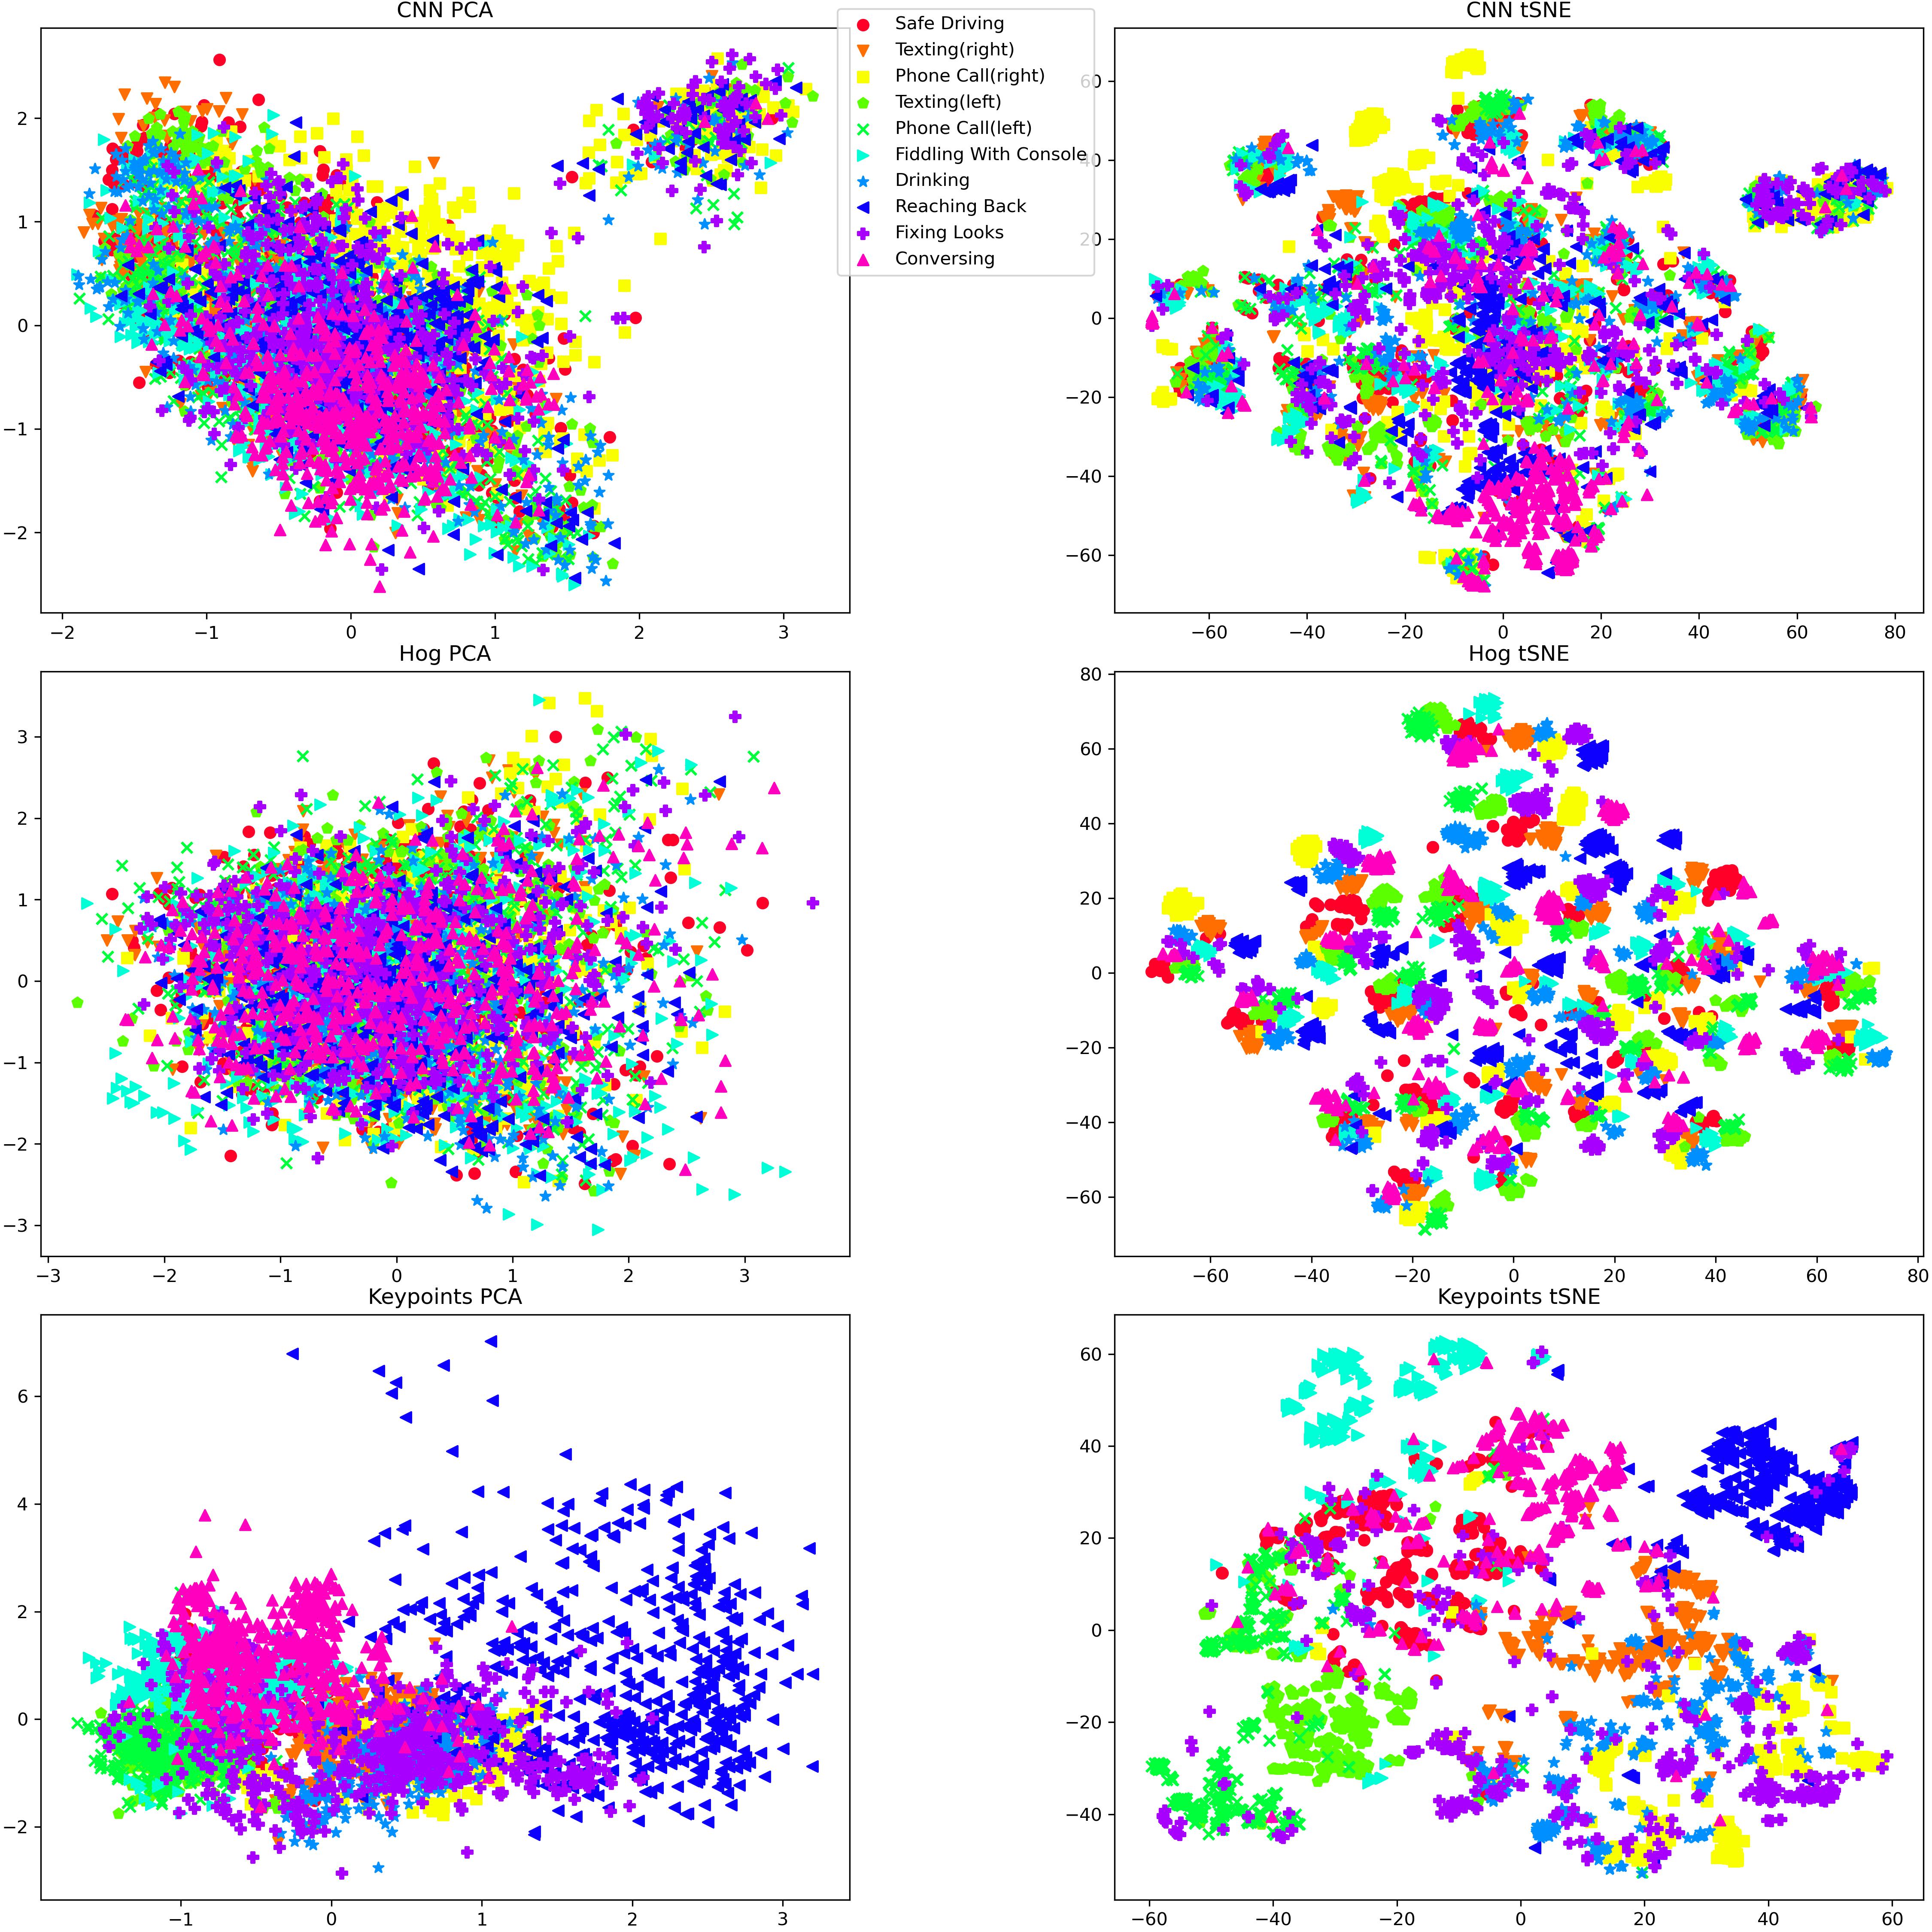 CNN PCA
2
1
0
−1
−2
−2 −1 0 1 2 3
Safe Driving
Texting(right)
Phone Call(right)
Texting(left)
Phone Call(left)
Fiddling With Console
Drinking
Reaching Back
Fixing Looks
Conversing
CNN tSNE
60
40
20
0
−20
−40
−60
−60 −40 −20 0 20 40 60 80
Hog PCA
3
2
1
0
−1
−2
−3
−3 −2 −1 0 1 2 3
Hog tSNE
80
60
40
20
0
−20
−40
−60
−60 −40 −20 0 20 40 60 80
Keypoints PCA
6
4
2
0
−2
−1 0 1 2 3
Keypoints tSNE
60
40
20
0
−20
−40
−60 −40 −20 0 20 40 60